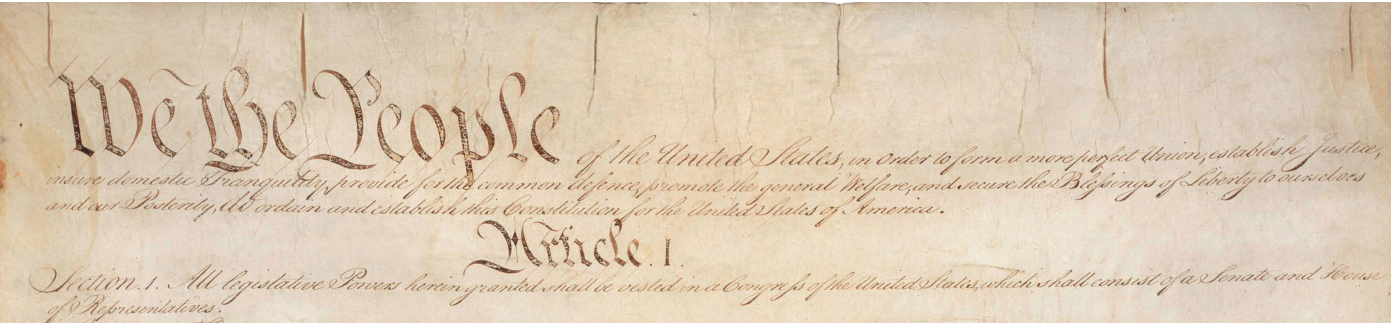 We the People of the United States, in Order to form a more perfect Union, establish Justice,
insure domestic Tranquility, provide for the common defence, promote the general Welfare, and secure the Blessings of Liberty to ourselves
and our Posterity, do ordain and establish this Constitution for the United States of America.
Article. I.
Section. 1. All legislative Powers herein granted shall be vested in a Congress of the United States, which shall consist of a Senate and House
of Representatives.